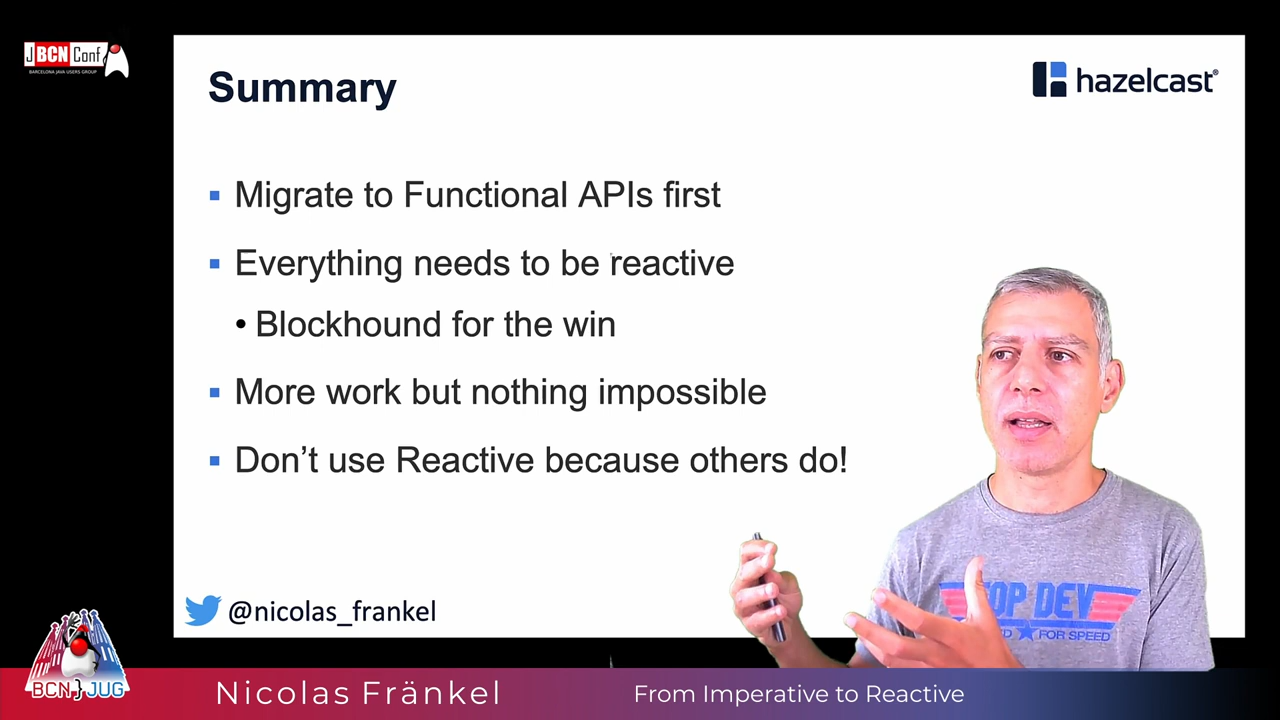 JBCNConf
BARCELONA JAVA USERS GROUP
Summary
hazelcast®
▪ Migrate to Functional APIs first
▪ Everything needs to be reactive
• Blockhound for the win
▪ More work but nothing impossible
▪ Don’t use Reactive because others do!
TOP DEV
FOR SPEED
@nicolas_frankel
BCN}JUG
Nicolas Fränkel
From Imperative to Reactive